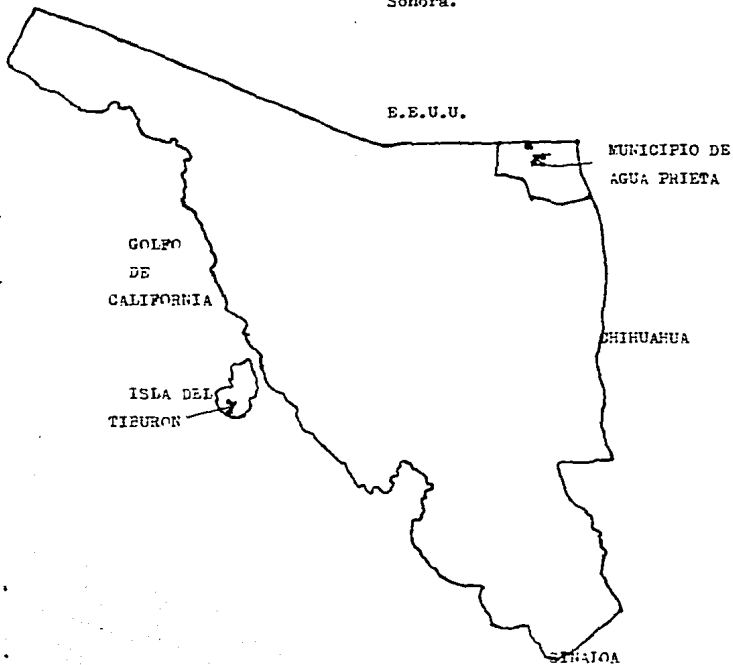 Sonora.
E.E.U.U.
MUNICIPIO DE
AGUA PRIETA
GOLFO
DE
CALIFORNIA
CHIHUAHUA
ISLA DEL
TIBURON
SINALOA